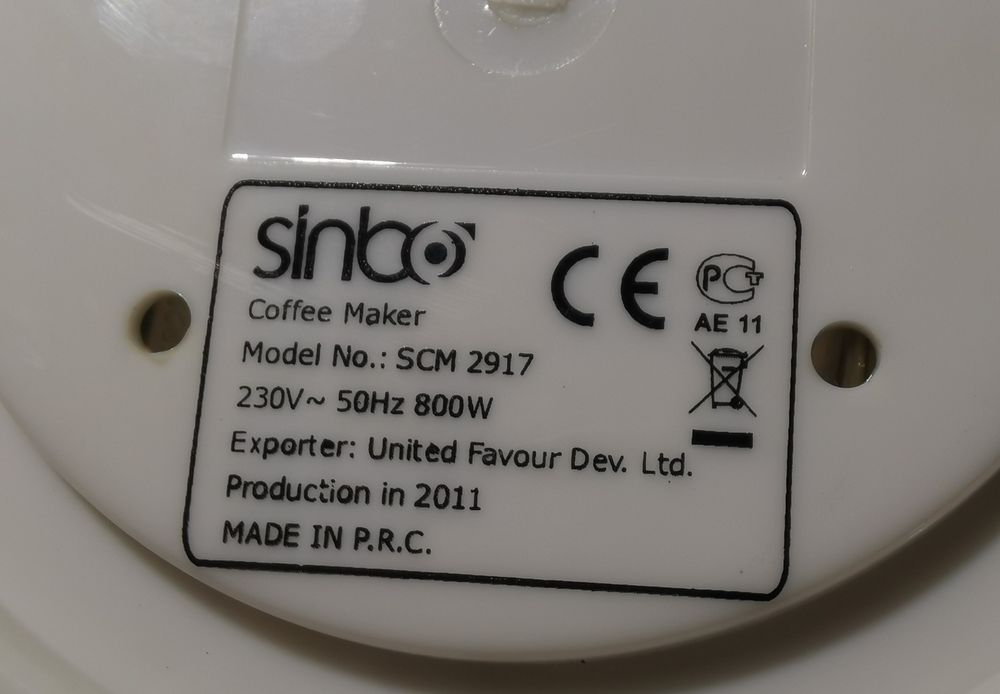 sinbo
Coffee Maker
Model No.: SCM 2917
230V~ 50Hz 800W
Exporter: United Favour Dev. Ltd.
Production in 2011
MADE IN P.R.C.
CE
PCT
AE 11